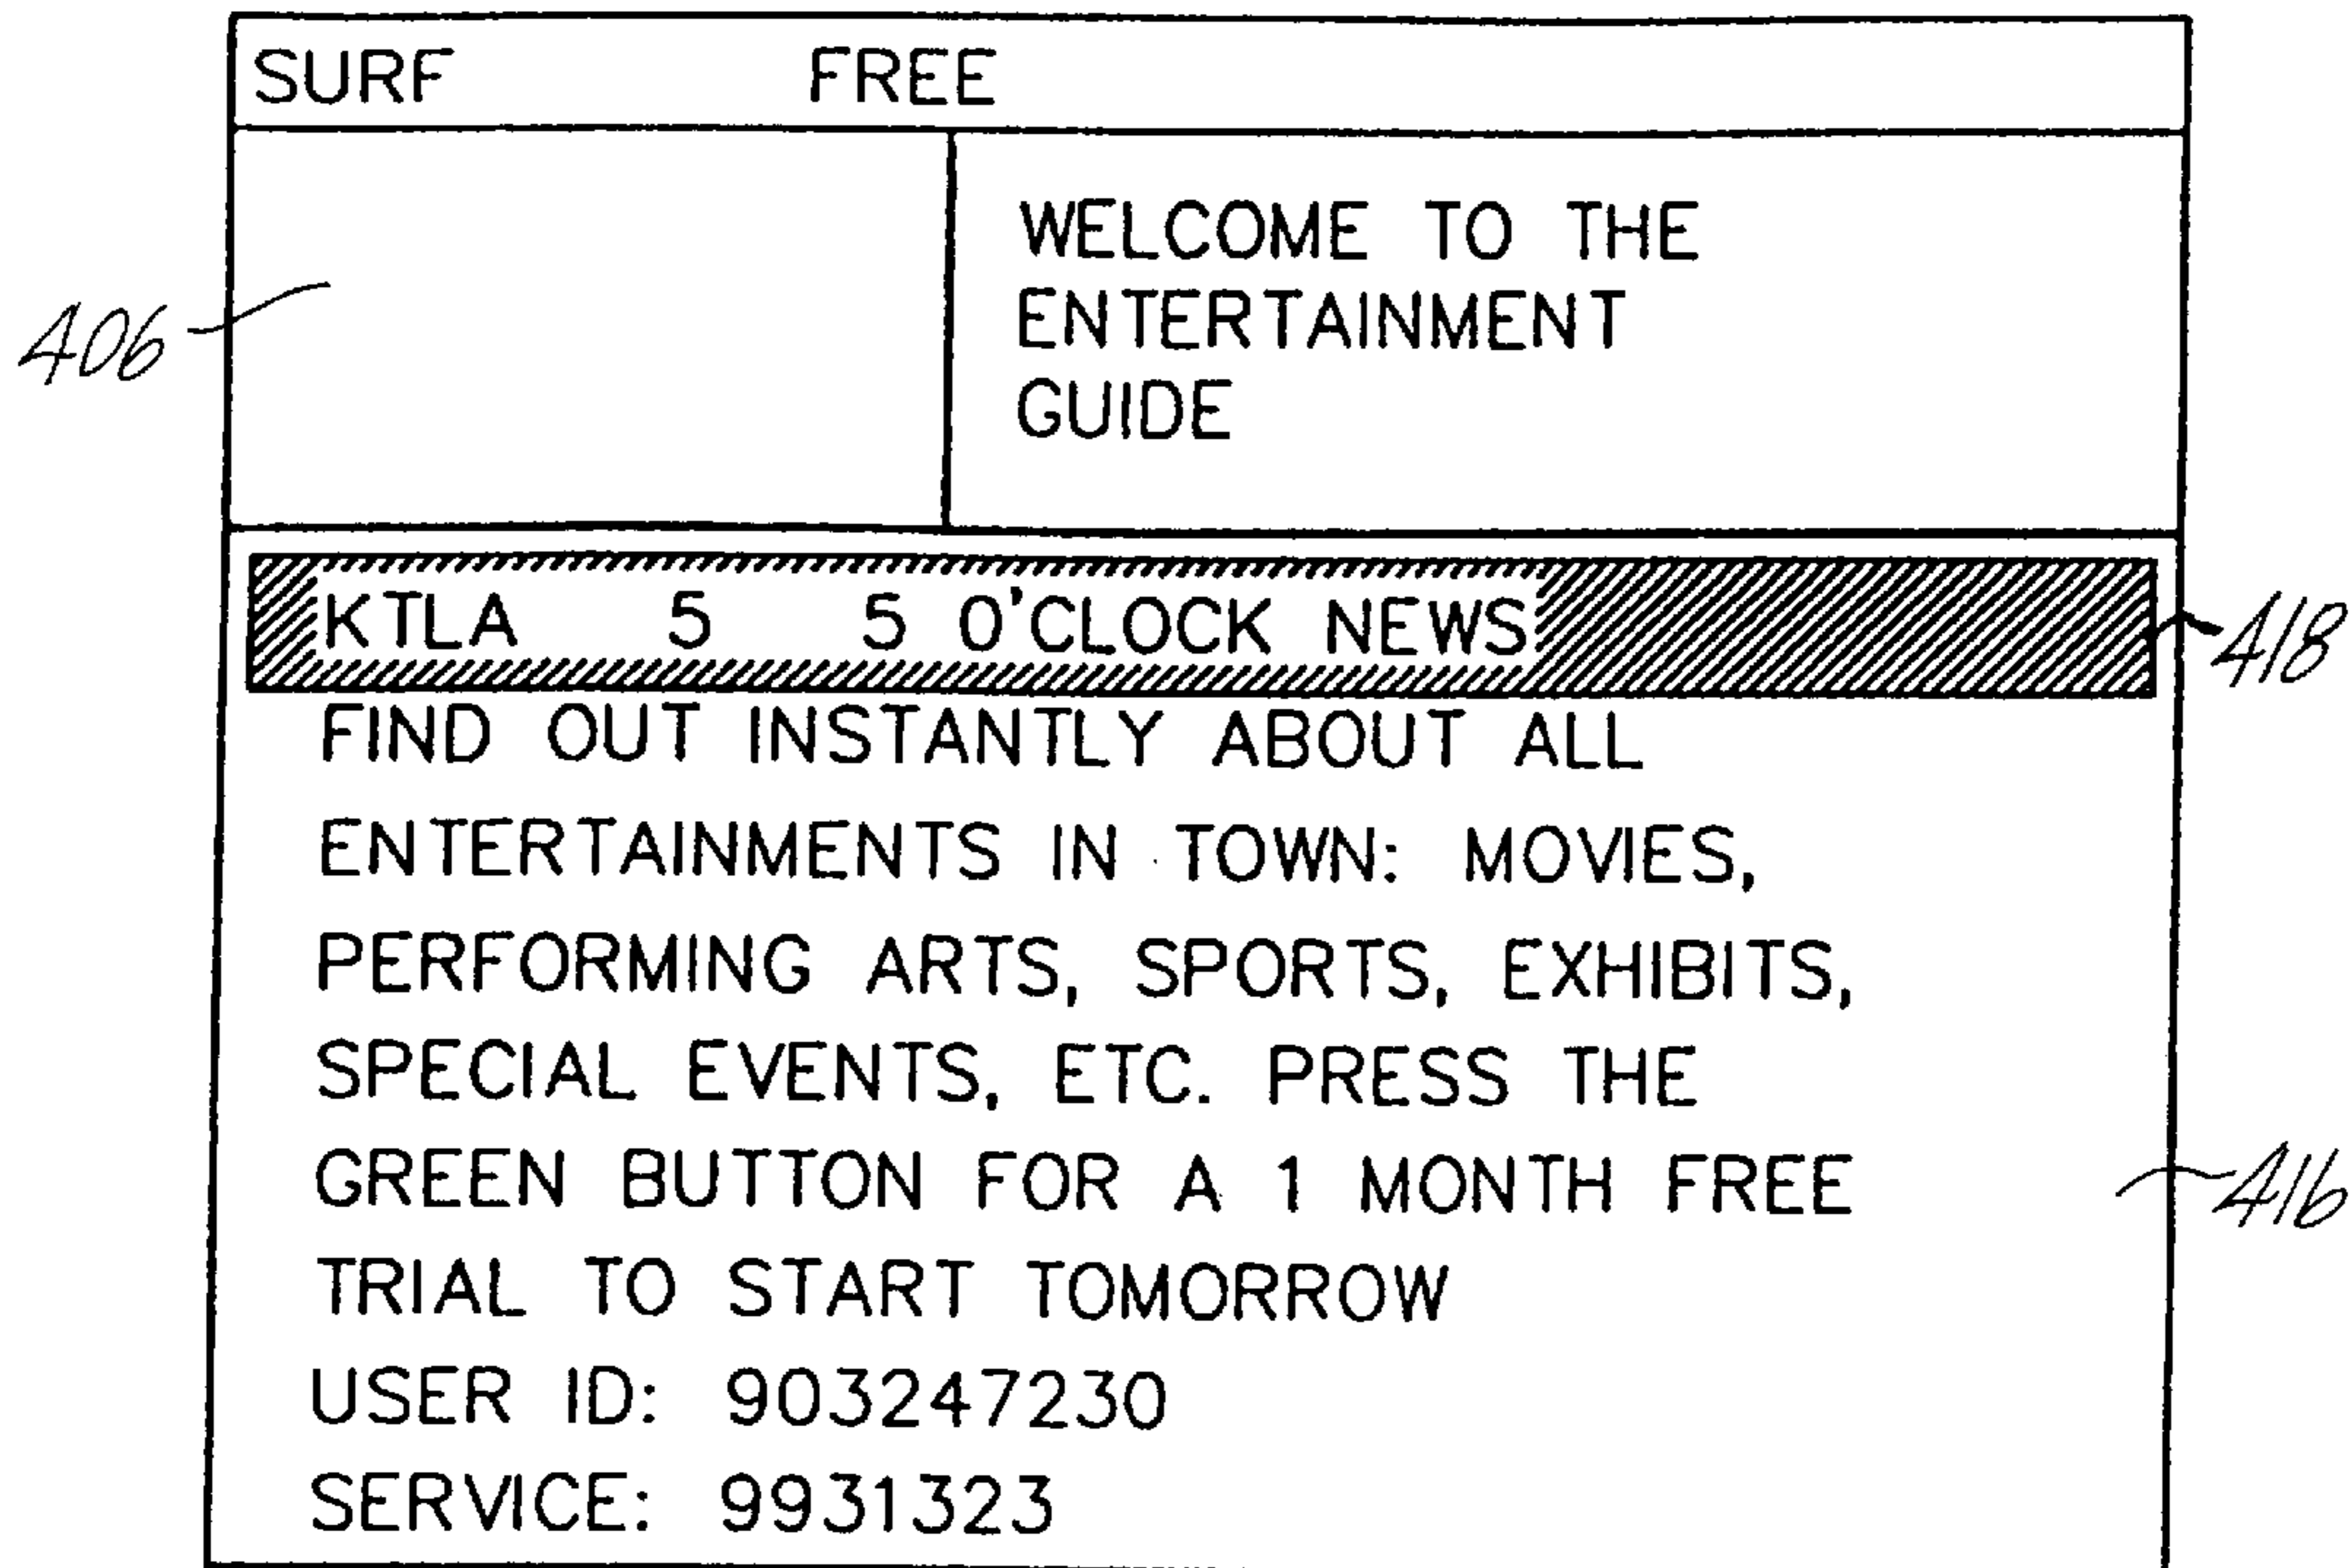 SURF FREE
406
WELCOME TO THE
ENTERTAINMENT
GUIDE
KTLA 5 5 O'CLOCK NEWS
418
FIND OUT INSTANTLY ABOUT ALL
ENTERTAINMENTS IN TOWN: MOVIES,
PERFORMING ARTS, SPORTS, EXHIBITS,
SPECIAL EVENTS, ETC. PRESS THE
GREEN BUTTON FOR A 1 MONTH FREE
416
TRIAL TO START TOMORROW
USER ID: 903247230
SERVICE: 9931323